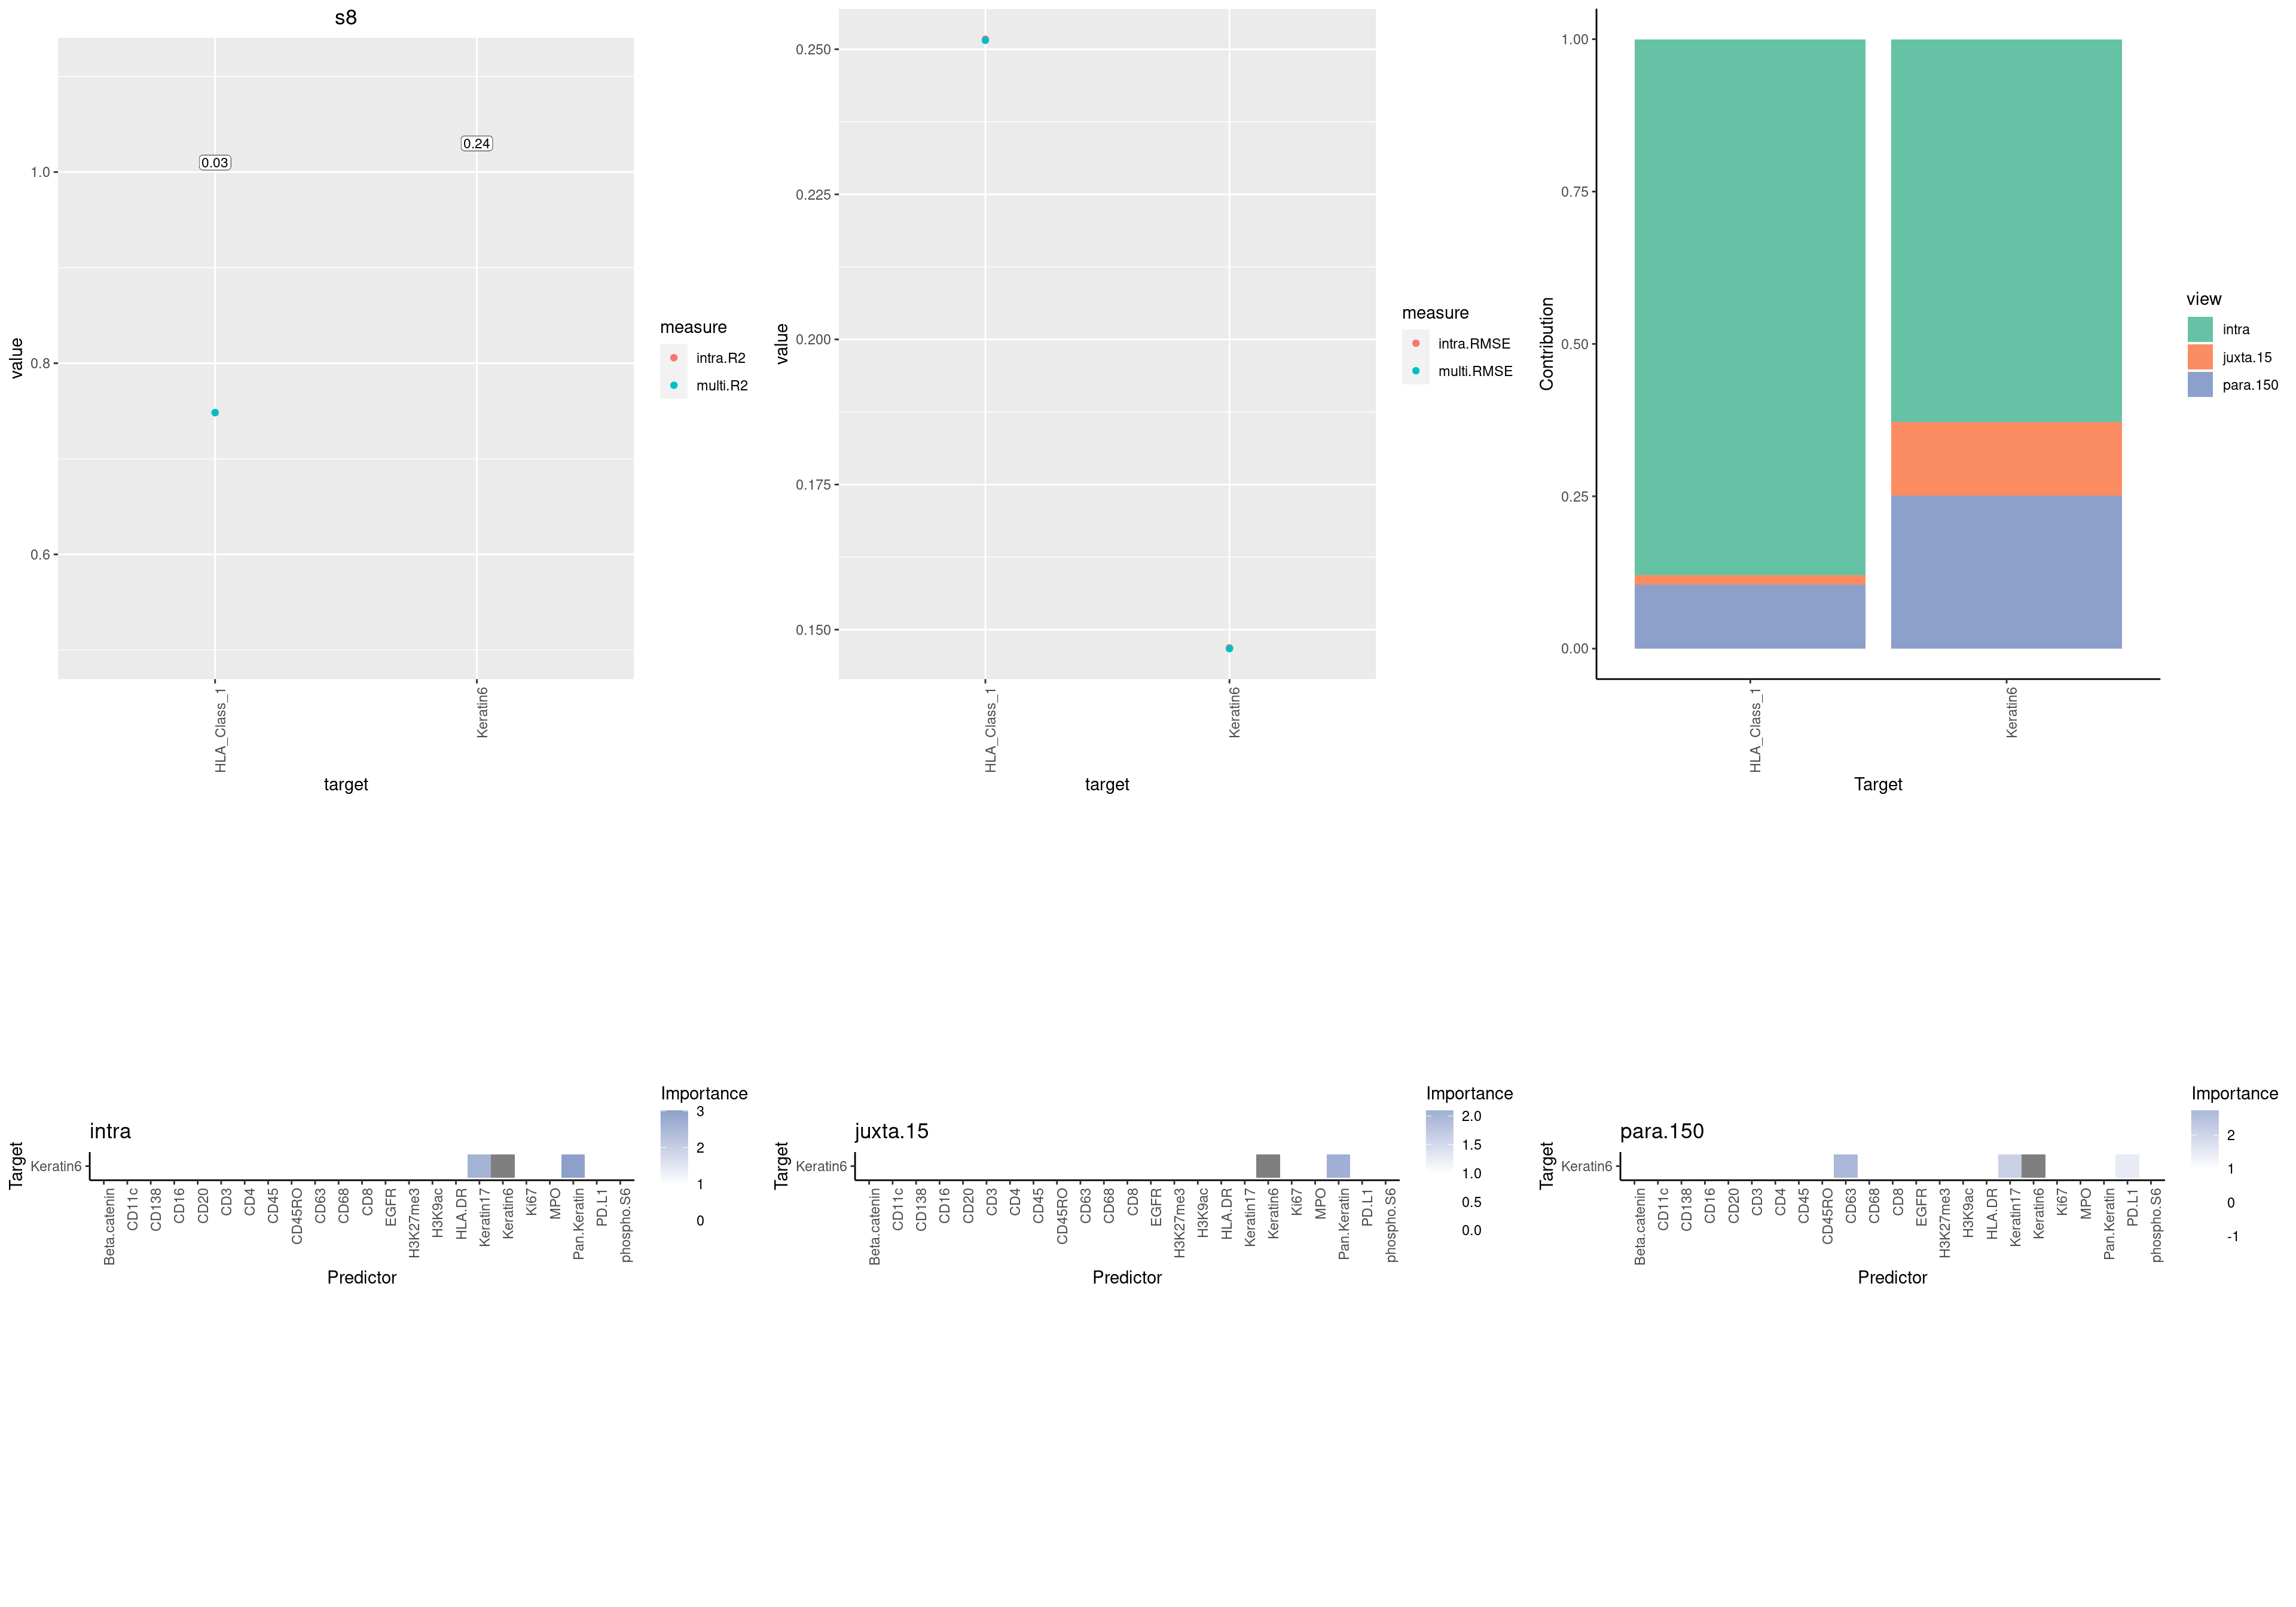 s8
value
1.0
0.8
0.6
0.03
0.24
HLA_Class_1
Keratin6
target
measure
intra.R2
multi.R2
value
0.250
0.225
0.200
0.175
0.150
HLA_Class_1
Keratin6
target
measure
intra.RMSE
multi.RMSE
Contribution
1.00
0.75
0.50
0.25
0.00
HLA_Class_1
Keratin6
Target
view
intra
juxta.15
para.150
intra
Target
Keratin6
Beta.catenin
CD11c
CD138
CD16
CD20
CD3
CD4
CD45
CD45RO
CD63
CD68
CD8
EGFR
H3K27me3
H3K9ac
HLA.DR
Keratin17
Keratin6
Ki67
MPO
Pan.Keratin
PD.L1
phospho.S6
Predictor
Importance
3
2
1
0
juxta.15
Target
Keratin6
Beta.catenin
CD11c
CD138
CD16
CD20
CD3
CD4
CD45
CD45RO
CD63
CD68
CD8
EGFR
H3K27me3
H3K9ac
HLA.DR
Keratin17
Keratin6
Ki67
MPO
Pan.Keratin
PD.L1
phospho.S6
Predictor
Importance
2.0
1.5
1.0
0.5
0.0
para.150
Target
Keratin6
Beta.catenin
CD11c
CD138
CD16
CD20
CD3
CD4
CD45
CD45RO
CD63
CD68
CD8
EGFR
H3K27me3
H3K9ac
HLA.DR
Keratin17
Keratin6
Ki67
MPO
Pan.Keratin
PD.L1
phospho.S6
Predictor
Importance
2
1
0
-1